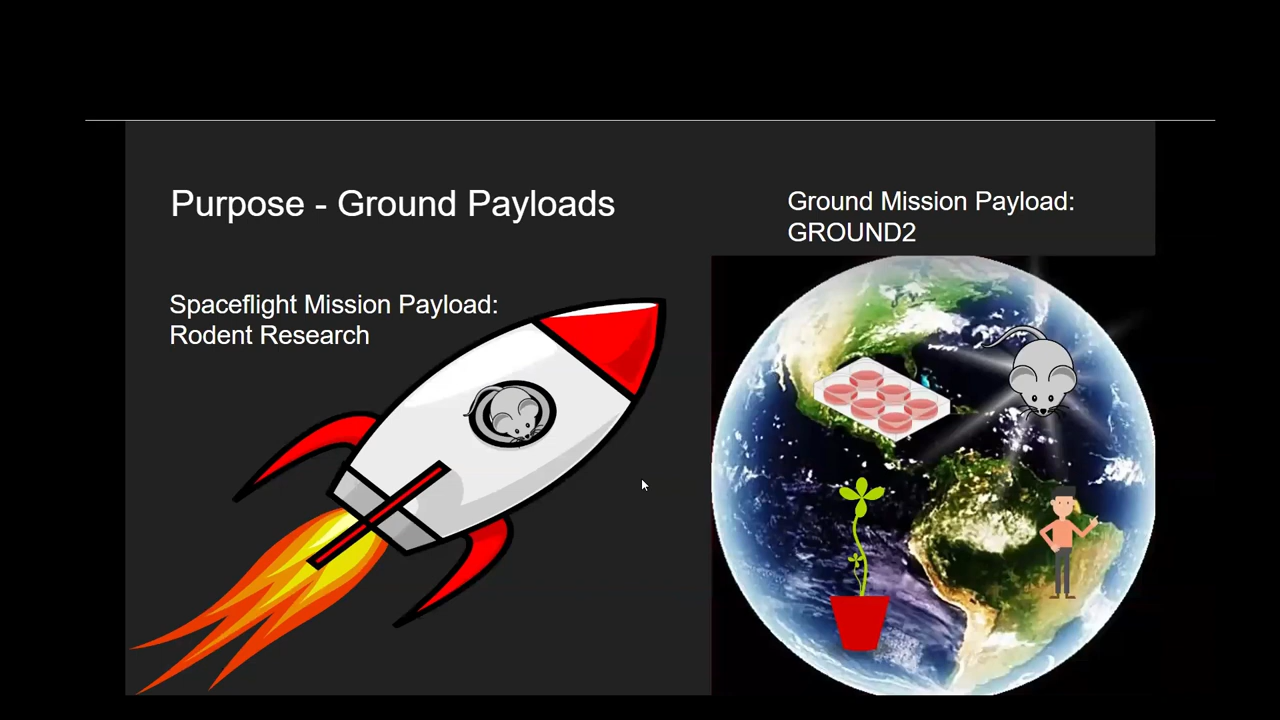 Purpose - Ground Payloads
Spaceflight Mission Payload:
Rodent Research
Ground Mission Payload:
GROUND2